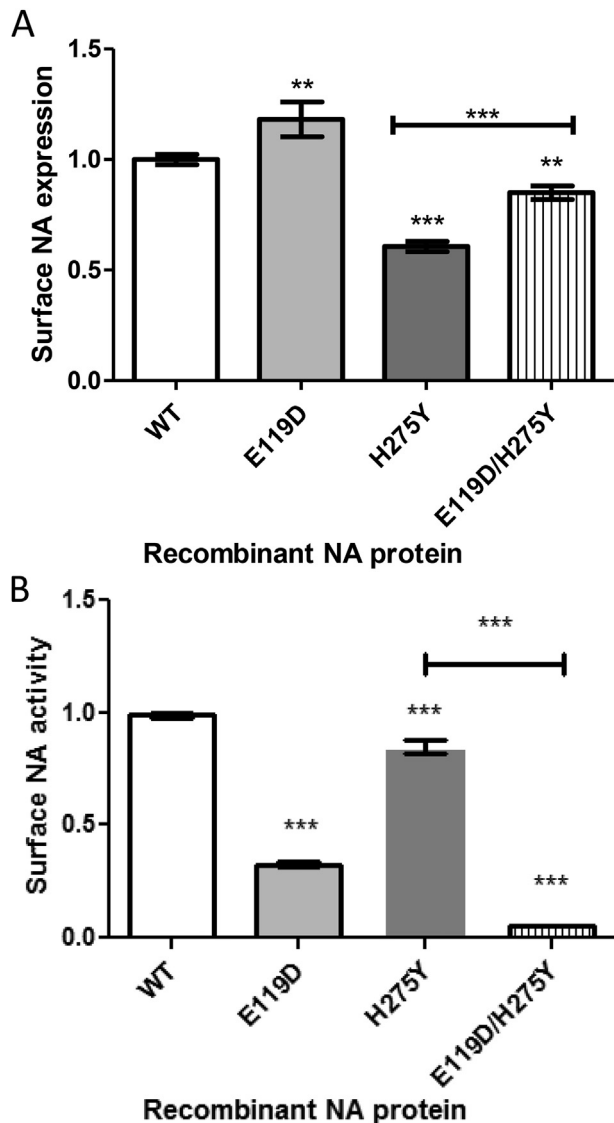 A
Surface NA expression
1.5
1.0
0.5
0.0
**
***
**
***
WT
E119D
H275Y
E119D/H275Y
Recombinant NA protein
B
Surface NA activity
1.5
1.0
0.5
0.0
***
***
***
***
WT
E119D
H275Y
E119D/H275Y
Recombinant NA protein